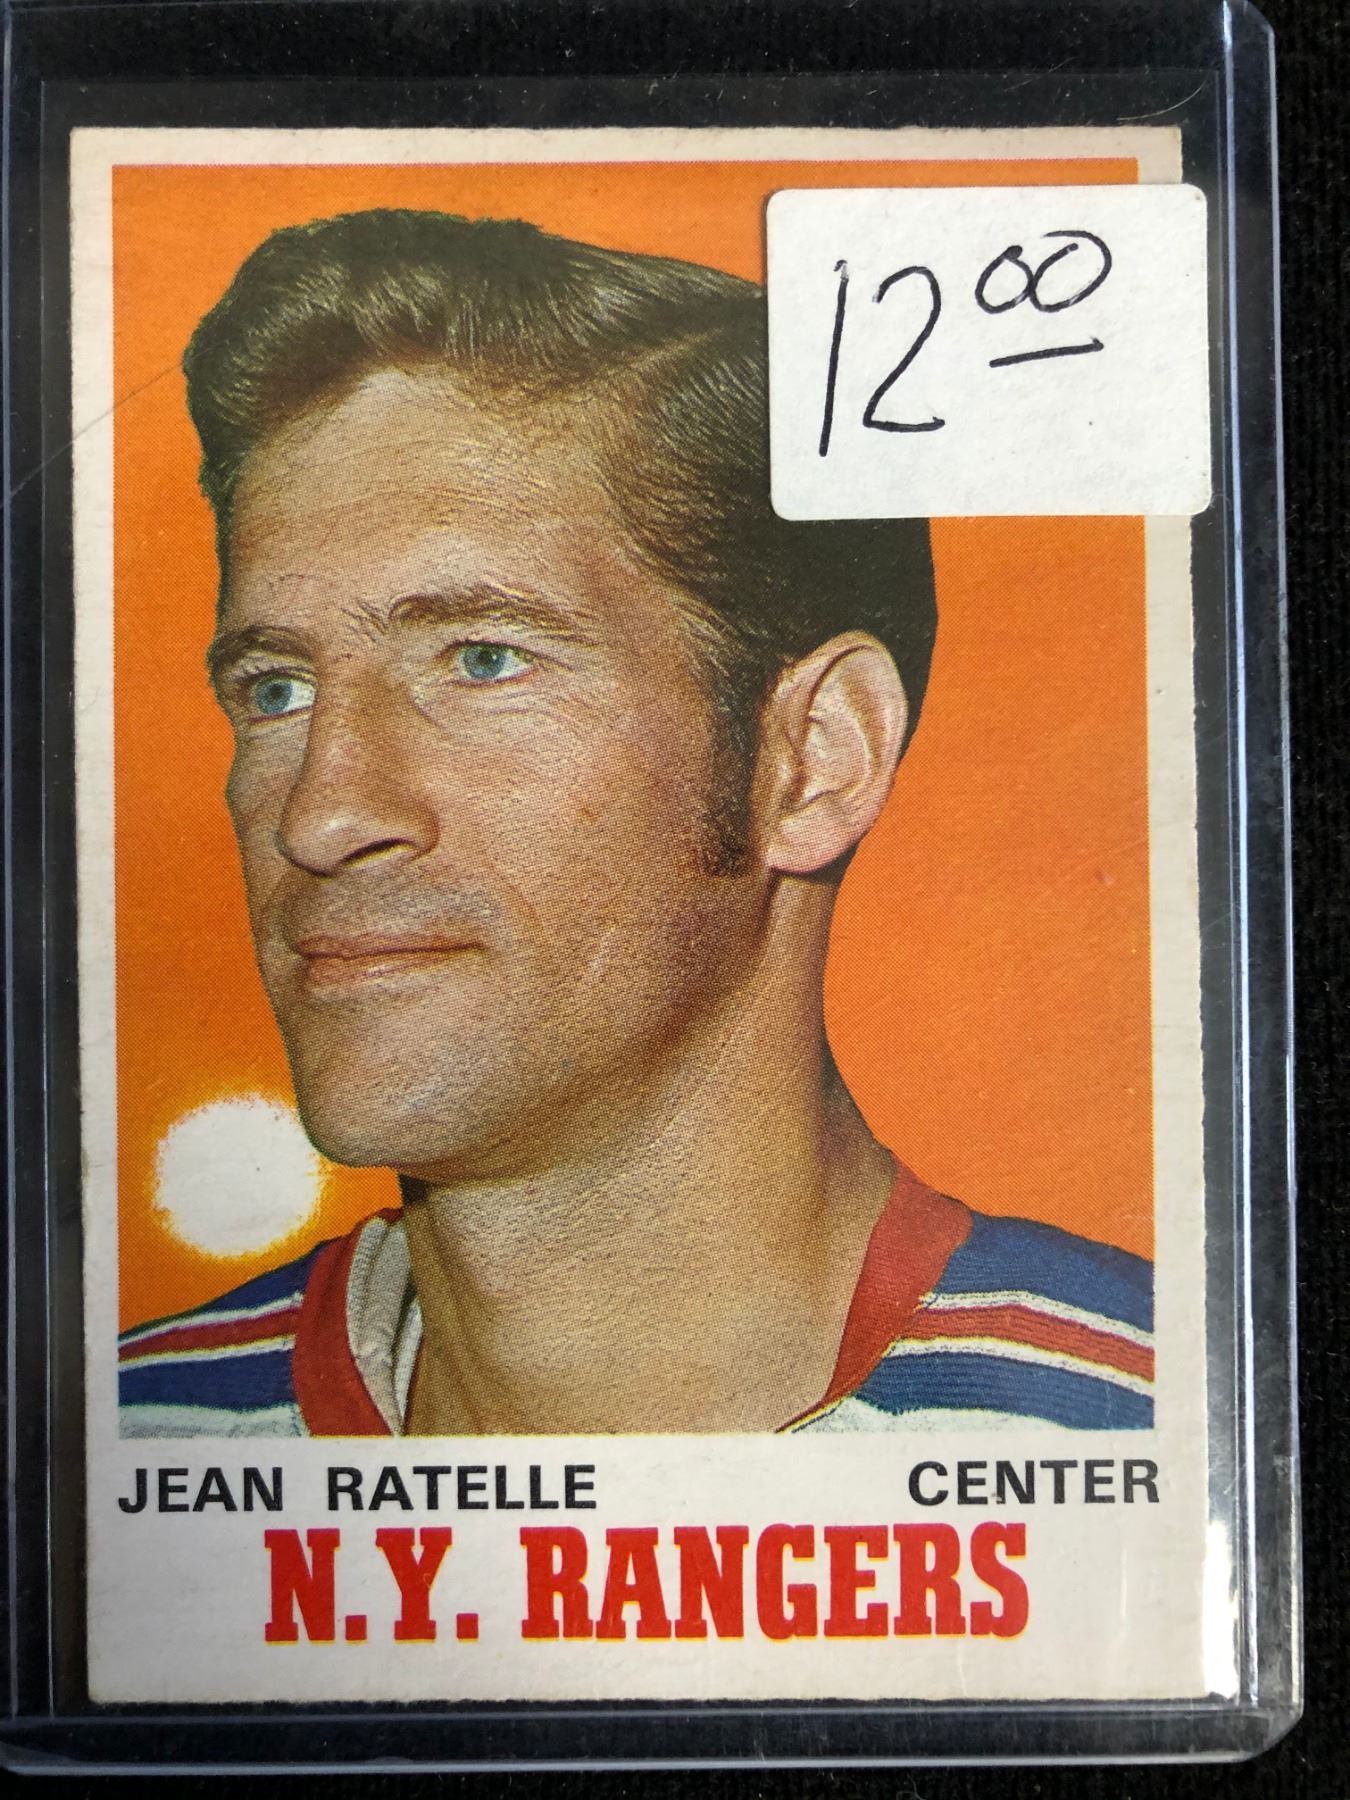 12 00
JEAN RATELLE CENTER
N.Y. RANGERS